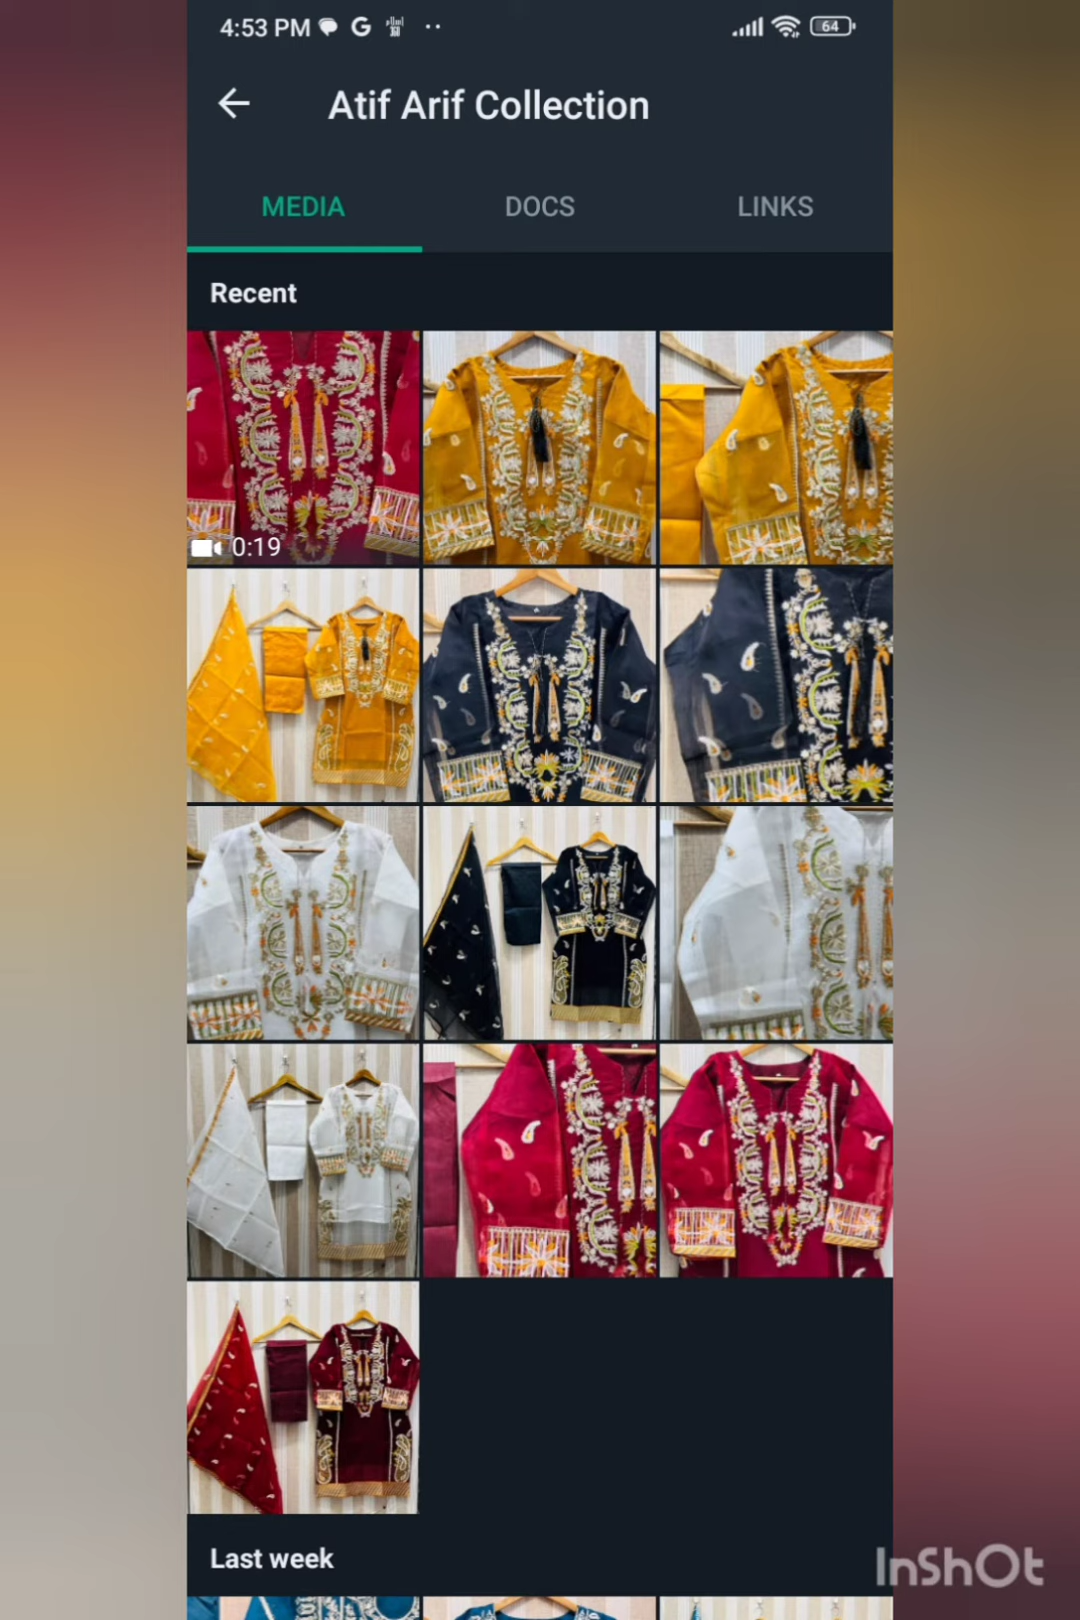 4:53 PM
64
Atif Arif Collection
MEDIA
DOCS
LINKS
Recent
0:19
Last week
InShOt